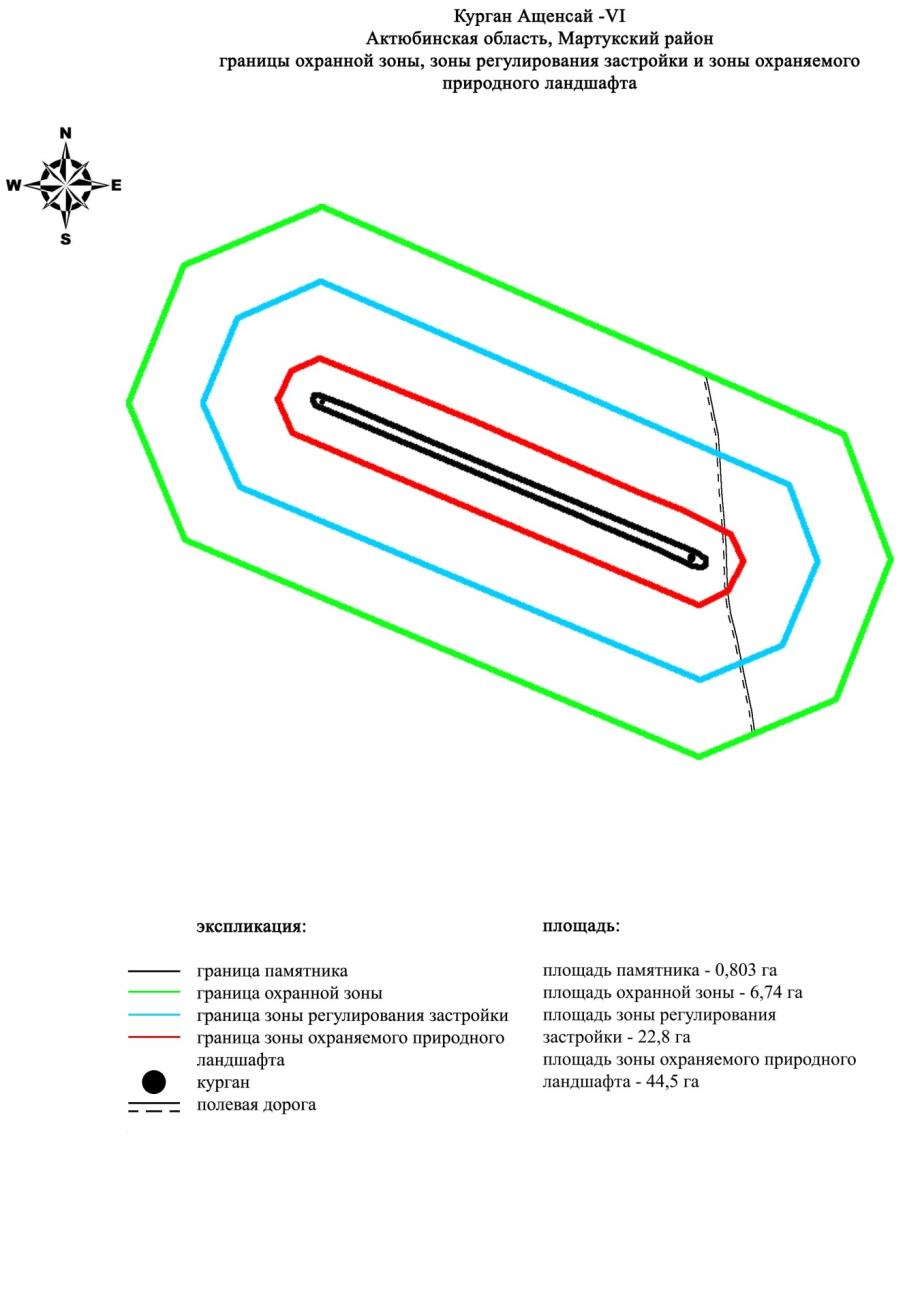 Курган Ащенсай -VI
Актюбинская область, Мартукский район
границы охранной зоны, зоны регулирования застройки и зоны охраняемого
природного ландшафта
N
W E
S
экспликация:
граница памятника
граница охранной зоны
граница зоны регулирования застройки
граница зоны охраняемого природного
ландшафта
курган
полевая дорога
площадь:
площадь памятника - 0,803 га
площадь охранной зоны - 6,74 га
площадь зоны регулирования
застройки - 22,8 га
площадь зоны охраняемого природного
ландшафта - 44,5 га